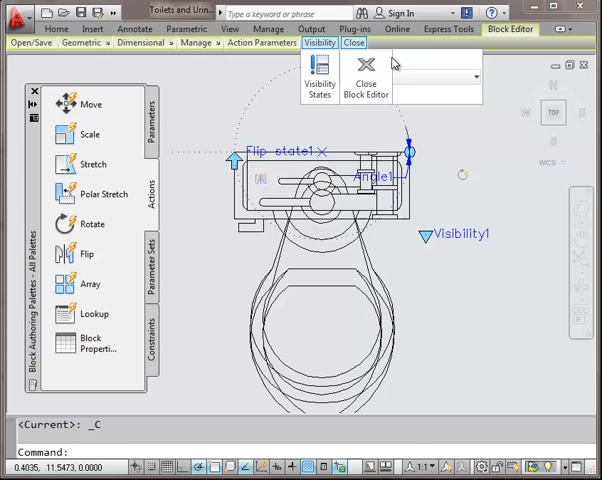 Toilets and Urin...
Type a keyword or phrase
Sign In
Home Insert Annotate Parametric View Manage Output Plug-ins Online Express Tools Block Editor
Open/Save Geometric Dimensional Manage Action Parameters Visibility Close
Visibility States
Close Block Editor
Move
Scale
Stretch
Polar Stretch
Rotate
Flip
Array
Lookup
Block Properti...
Parameters
Actions
Parameter Sets
Constraints
Block Authoring Palettes - All Palettes
Flip state1
Angle1
Visibility1
TOP
WCS
<Current>: _C
Command:
0.4035, 11.5473, 0.0000
1:1